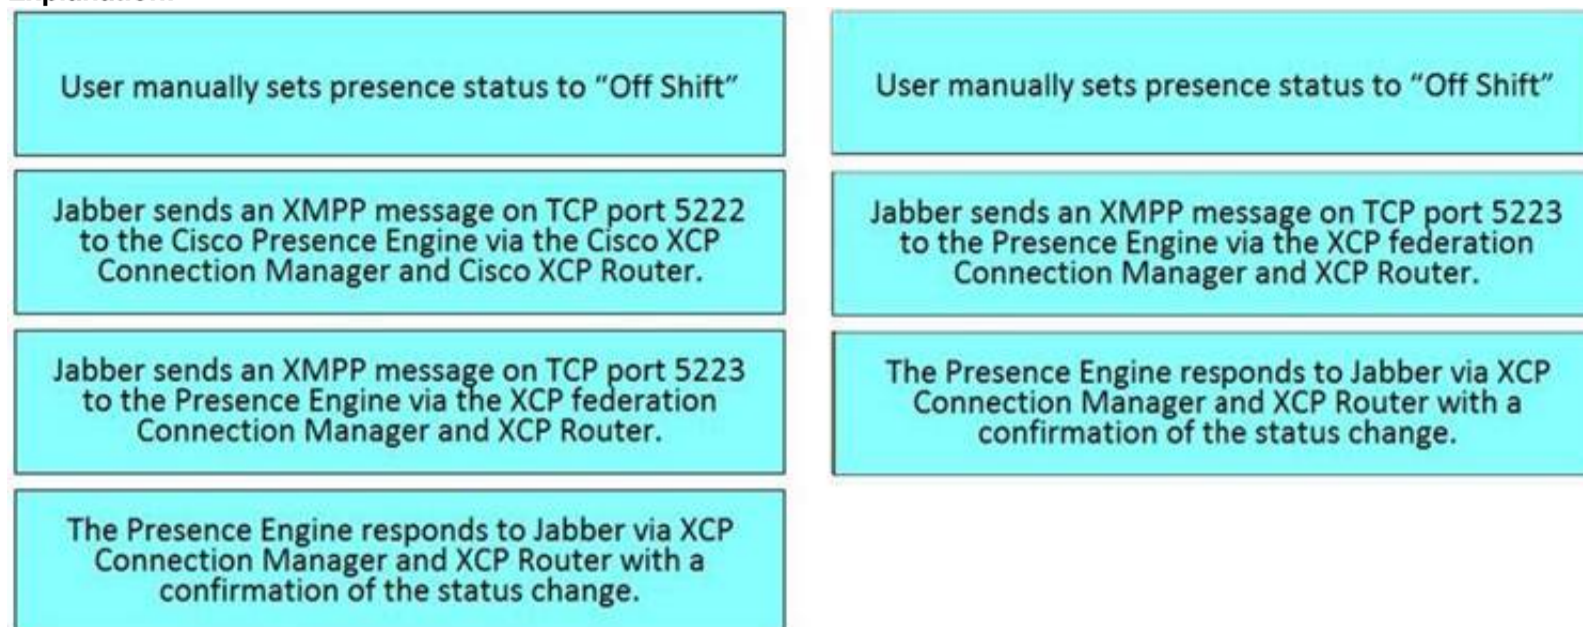 User manually sets presence status to “Off Shift”
Jabber sends an XMPP message on TCP port 5222
to the Cisco Presence Engine via the Cisco XCP
Connection Manager and Cisco XCP Router.
Jabber sends an XMPP message on TCP port 5223
to the Presence Engine via the XCP federation
Connection Manager and XCP Router.
The Presence Engine responds to Jabber via XCP
Connection Manager and XCP Router with a
confirmation of the status change.
User manually sets presence status to “Off Shift”
Jabber sends an XMPP message on TCP port 5223
to the Presence Engine via the XCP federation
Connection Manager and XCP Router.
The Presence Engine responds to Jabber via XCP
Connection Manager and XCP Router with a
confirmation of the status change.